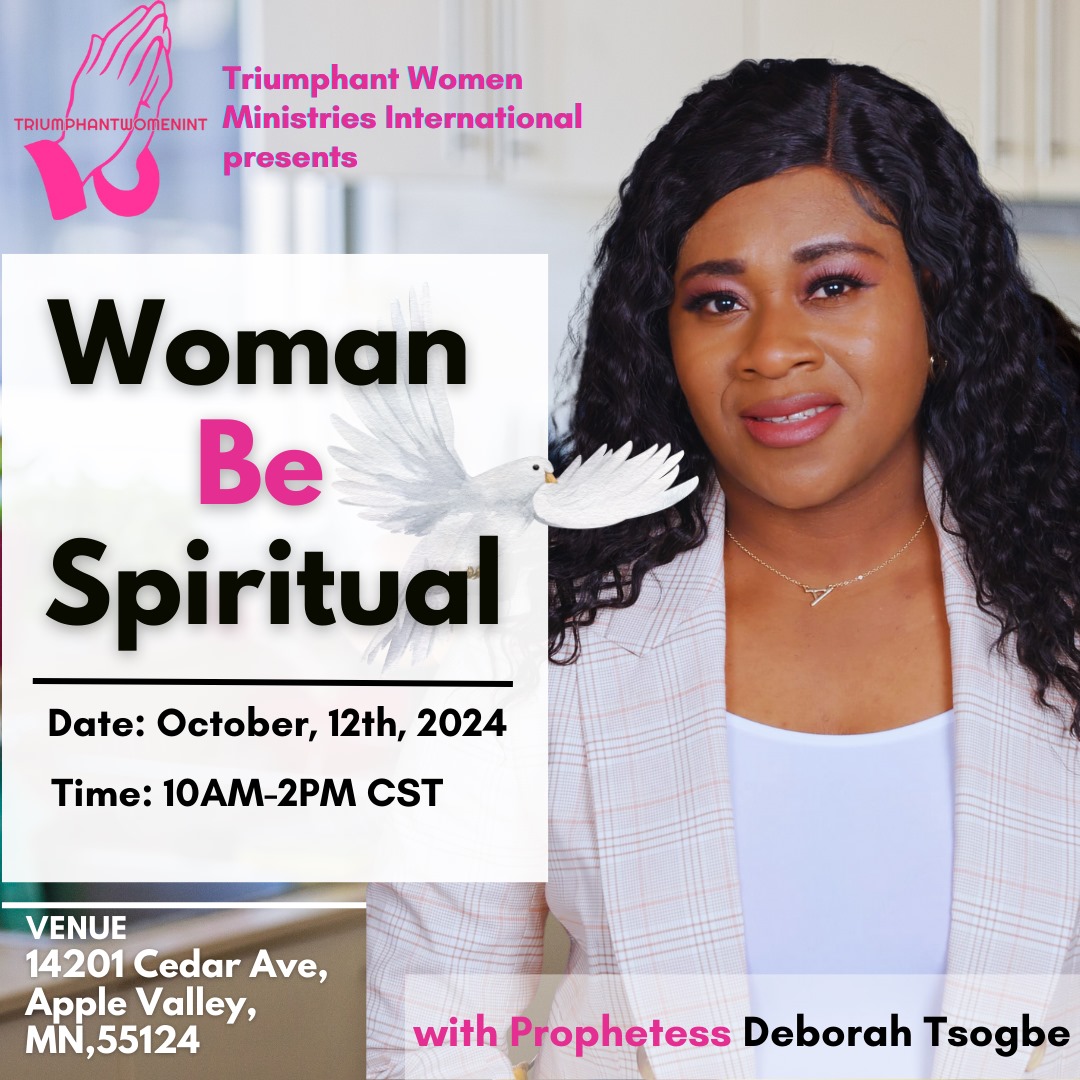 TRIUMPHANTWOMENINT
Triumphant Women
Ministries International
presents
Woman
Be
Spiritual
Date: October, 12th, 2024
Time: 10AM-2PM CST
VENUE
14201 Cedar Ave,
Apple Valley,
MN,55124
with Prophetess Deborah Tsogbe